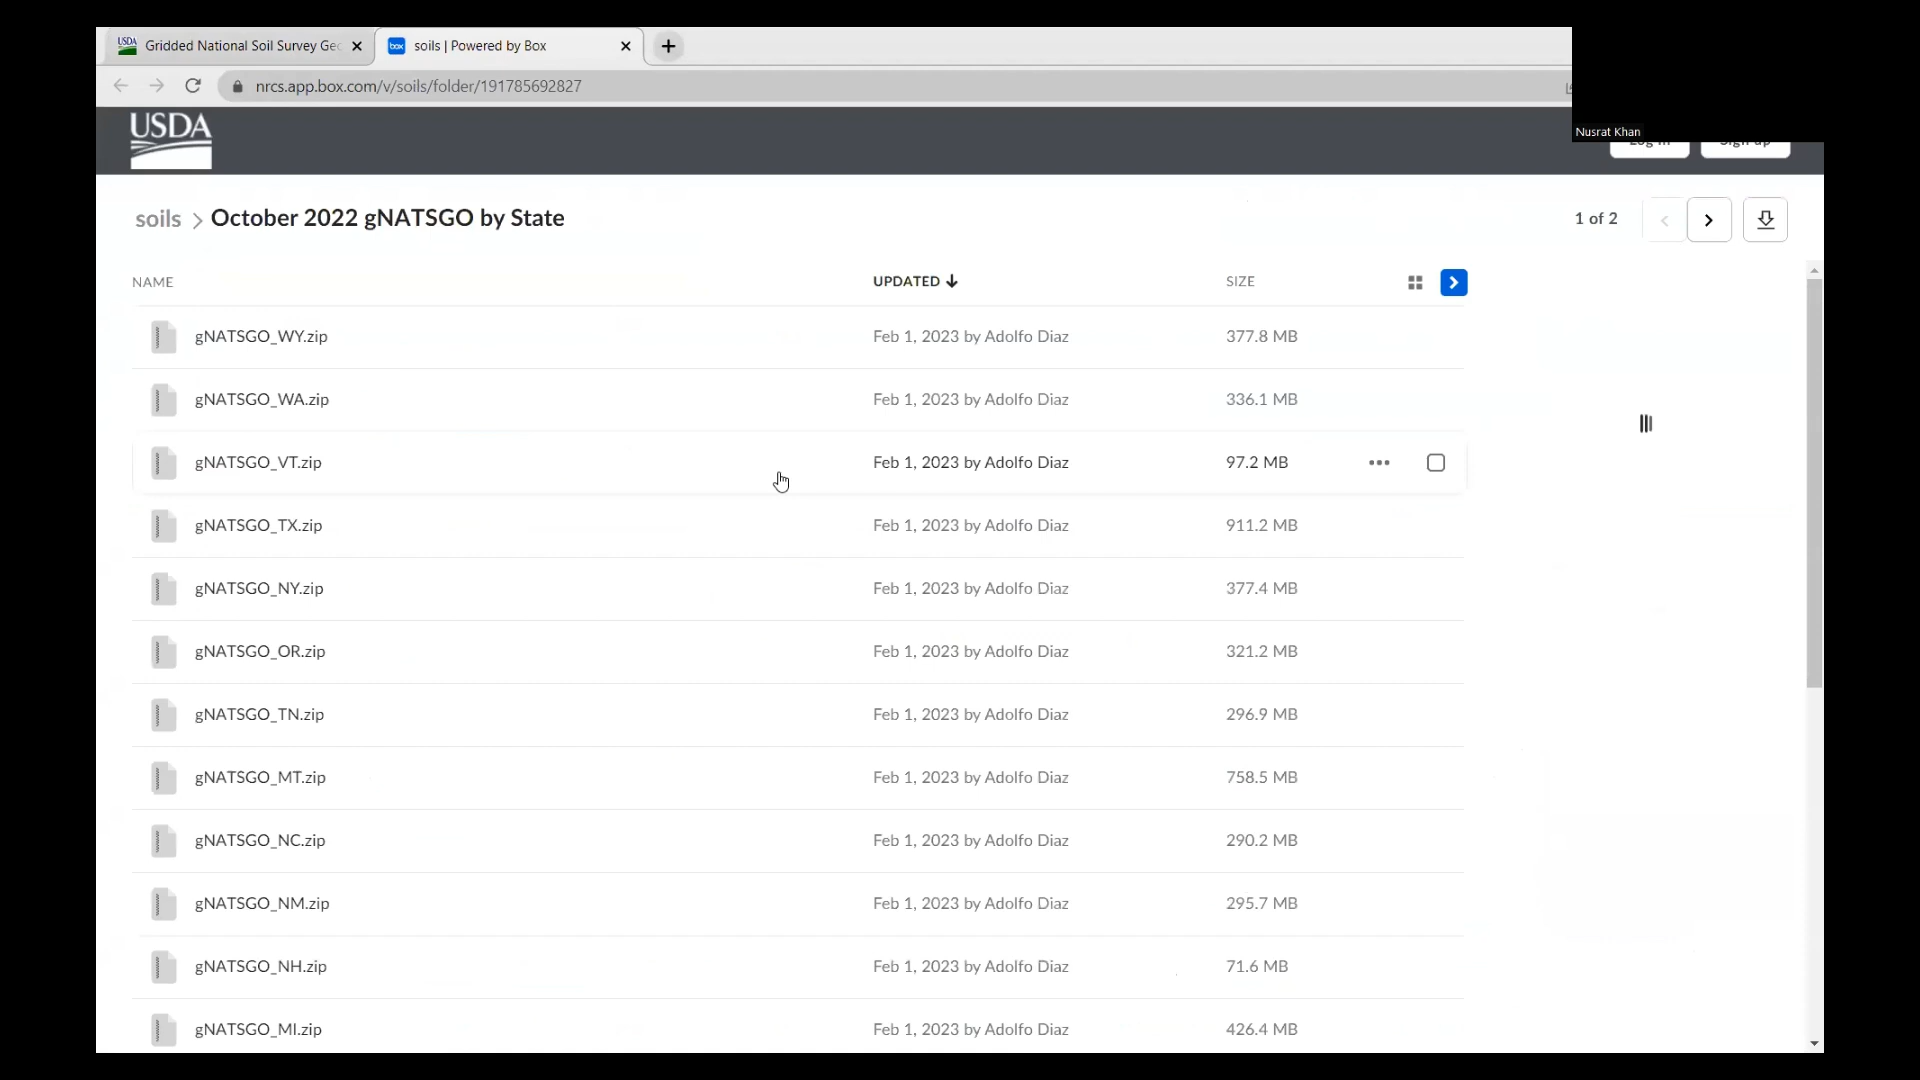 USDA Gridded National Soil Survey Geo
box soils | Powered by Box
nrcs.app.box.com/v/soils/folder/191785692827
Nusrat Khan
USDA
Log In Sign up
soils > October 2022 gNATSGO by State
1 of 2
NAME UPDATED SIZE
gNATSGO_WY.zip Feb 1, 2023 by Adolfo Diaz 377.8 MB
gNATSGO_WA.zip Feb 1, 2023 by Adolfo Diaz 336.1 MB
gNATSGO_VT.zip Feb 1, 2023 by Adolfo Diaz 97.2 MB
gNATSGO_TX.zip Feb 1, 2023 by Adolfo Diaz 911.2 MB
gNATSGO_NY.zip Feb 1, 2023 by Adolfo Diaz 377.4 MB
gNATSGO_OR.zip Feb 1, 2023 by Adolfo Diaz 321.2 MB
gNATSGO_TN.zip Feb 1, 2023 by Adolfo Diaz 296.9 MB
gNATSGO_MT.zip Feb 1, 2023 by Adolfo Diaz 758.5 MB
gNATSGO_NC.zip Feb 1, 2023 by Adolfo Diaz 290.2 MB
gNATSGO_NM.zip Feb 1, 2023 by Adolfo Diaz 295.7 MB
gNATSGO_NH.zip Feb 1, 2023 by Adolfo Diaz 71.6 MB
gNATSGO_MI.zip Feb 1, 2023 by Adolfo Diaz 426.4 MB